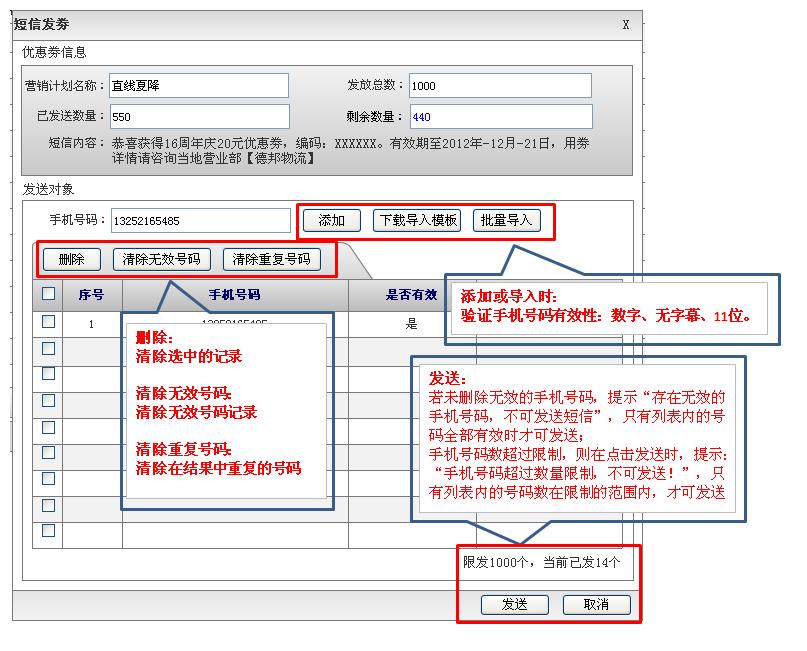 短信发劵
X
优惠劵信息
营销计划名称：
直线夏降
发放总数：
1000
已发送数量：
550
剩余数量：
440
短信内容：
恭喜获得16周年庆20元优惠劵，编码：XXXXXX。有效期至2012年-12月-21日，用劵
详情请咨询当地营业部【德邦物流】
发送对象
手机号码：
13252165485
添加
下载导入模板
批量导入
删除
清除无效号码
清除重复号码
序号
手机号码
是否有效
1
是
添加或导入时：
验证手机号码有效性：数字、无字幕、11位。
删除：
清除选中的记录
清除无效号码：
清除无效号码记录
清除重复号码：
清除在结果中重复的号码
发送：
若未删除无效的手机号码，提示“存在无效的
手机号码，不可发送短信”，只有列表内的号
码全部有效时才可发送；
手机号码数超过限制，则在点击发送时，提示：
“手机号码超过数量限制，不可发送！”，只
有列表内的号码数在限制的范围内，才可发送
限发1000个，当前已发14个
发送
取消